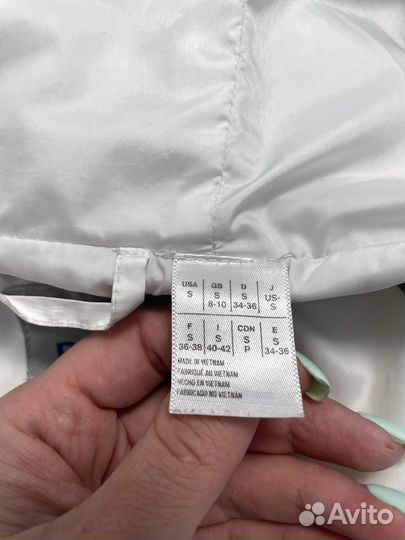 USA GB D J
S S S US-
8-10 34-36 S
F I CDN E
S S S S
36-38 40-42 P 34-36
MADE IN VIETNAM
FABRIQUÉ AU VIETNAM
HECHO EN VIETNAM
FABRICADO NO VIETNAM
Avito